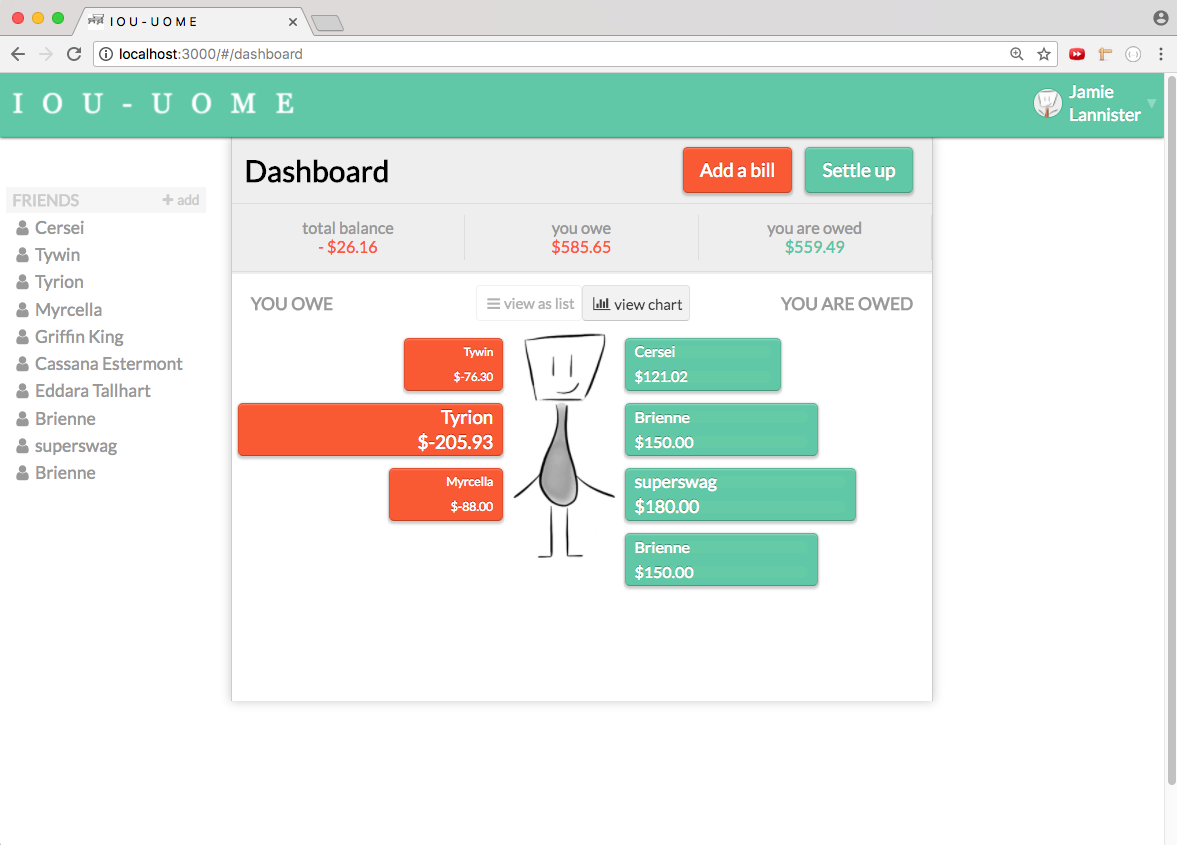 I O U - U O M E
localhost:3000/#/dashboard
I O U - U O M E
Jamie
Lannister
Dashboard
Add a bill
Settle up
FRIENDS
add
Cersei
Tywin
Tyrion
Myrcella
Griffin King
Cassana Estermont
Eddara Tallhart
Brienne
superswag
Brienne
total balance
- $26.16
you owe
$585.65
you are owed
$559.49
YOU OWE
view as list
view chart
YOU ARE OWED
Tywin
$-76.30
Tyrion
$-205.93
Myrcella
$-88.00
Cersei
$121.02
Brienne
$150.00
superswag
$180.00
Brienne
$150.00